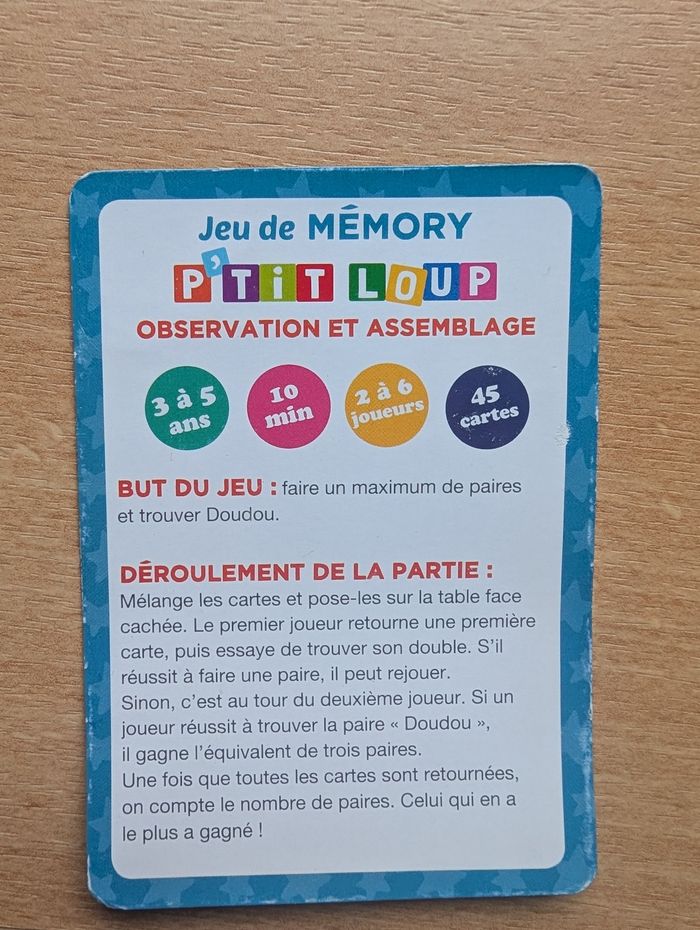 Jeu de MÉMORY
P'TiT LOUP
OBSERVATION ET ASSEMBLAGE
3 à 5
ans
10
min
2 à 6
joueurs
45
cartes
BUT DU JEU : faire un maximum de paires
et trouver Doudou.
DÉROULEMENT DE LA PARTIE :
Mélange les cartes et pose-les sur la table face
cachée. Le premier joueur retourne une première
carte, puis essaye de trouver son double. S'il
réussit à faire une paire, il peut rejouer.
Sinon, c'est au tour du deuxième joueur. Si un
joueur réussit à trouver la paire « Doudou »,
il gagne l'équivalent de trois paires.
Une fois que toutes les cartes sont retournées,
on compte le nombre de paires. Celui qui en a
le plus a gagné !